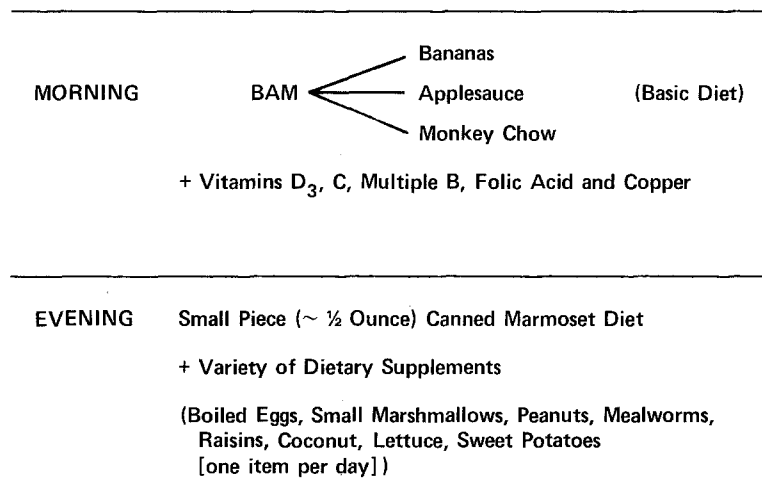 Bananas
MORNING BAM Applesauce (Basic Diet)
Monkey Chow
+ Vitamins D₃, C, Multiple B, Folic Acid and Copper
EVENING Small Piece (~ ½ Ounce) Canned Marmoset Diet
+ Variety of Dietary Supplements
(Boiled Eggs, Small Marshmallows, Peanuts, Mealworms,
Raisins, Coconut, Lettuce, Sweet Potatoes
[one item per day] )